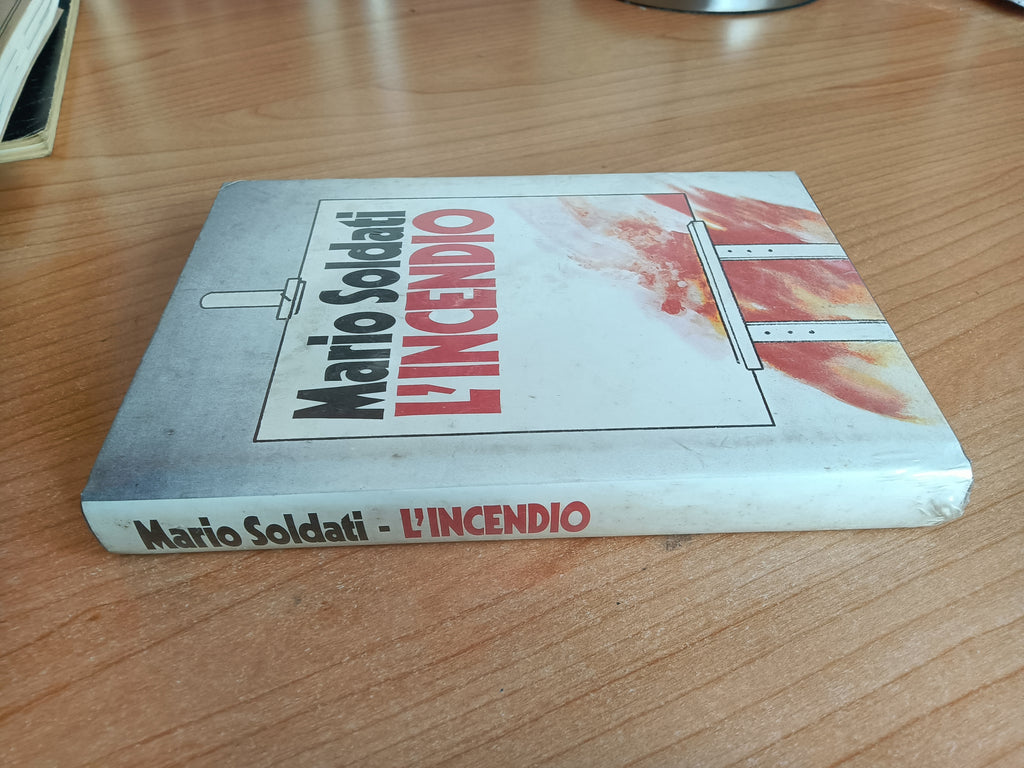 Mario Soldati
L'INCENDIO
Mario Soldati - L'INCENDIO